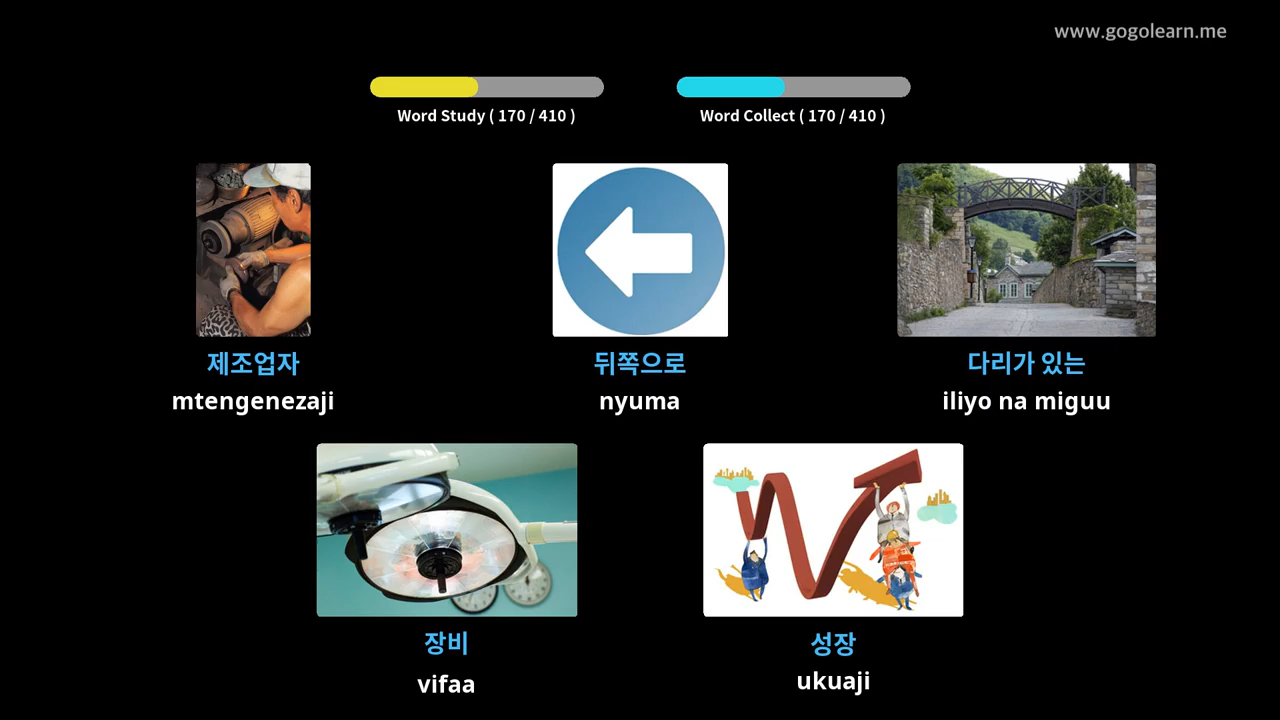 www.gogolearn.me
Word Study ( 170 / 410 )
Word Collect ( 170 / 410 )
제조업자
mtengenezaji
뒤쪽으로
nyuma
다리가 있는
iliyo na miguu
장비
vifaa
성장
ukuaji